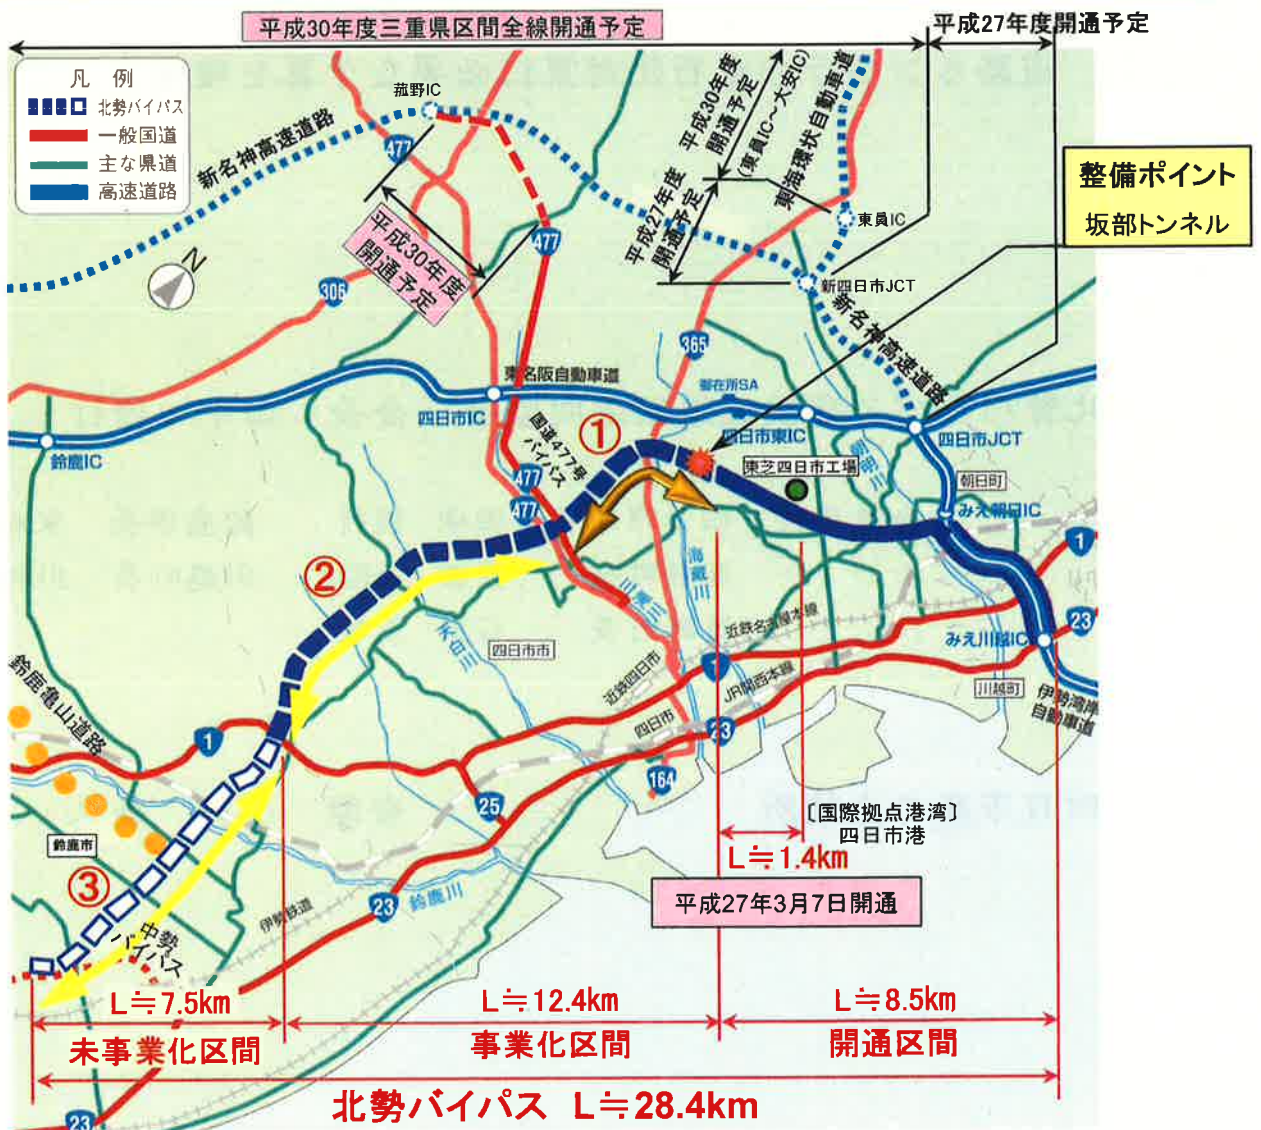 平成30年度三重県区間全線開通予定
平成27年度開通予定
凡 例
北勢バイパス
一般国道
主な県道
高速道路
菰野IC
新名神高速道路
477
平成30年度
開通予定
(東員IC～大安IC)
東海環状自動車道
平成27年度
開通予定
整備ポイント
坂部トンネル
東員IC
N
平成30年度
開通予定
477
306
新四日市JCT
新名神高速道路
365
東名阪自動車道
御在所SA
四日市IC
四日市東IC
四日市JCT
鈴鹿IC
国道477号
バイパス
①
東芝四日市工場
朝明川
朝日町
477
477
みえ朝日IC
1
②
海蔵川
三滝川
近鉄名古屋本線
23
天白川
四日市市
みえ川越IC
近鉄四日市
1
JR関西本線
川越町
伊勢湾岸
自動車道
鈴鹿亀山道路
1
四日市
23
164
25
〔国際拠点港湾〕
四日市港
L≒1.4km
鈴鹿市
③
平成27年3月7日開通
23
鈴鹿川
伊勢鉄道
中勢
バイパス
L≒7.5km
L≒12.4km
L≒8.5km
未事業化区間
事業化区間
開通区間
北勢バイパス L≒28.4km
23